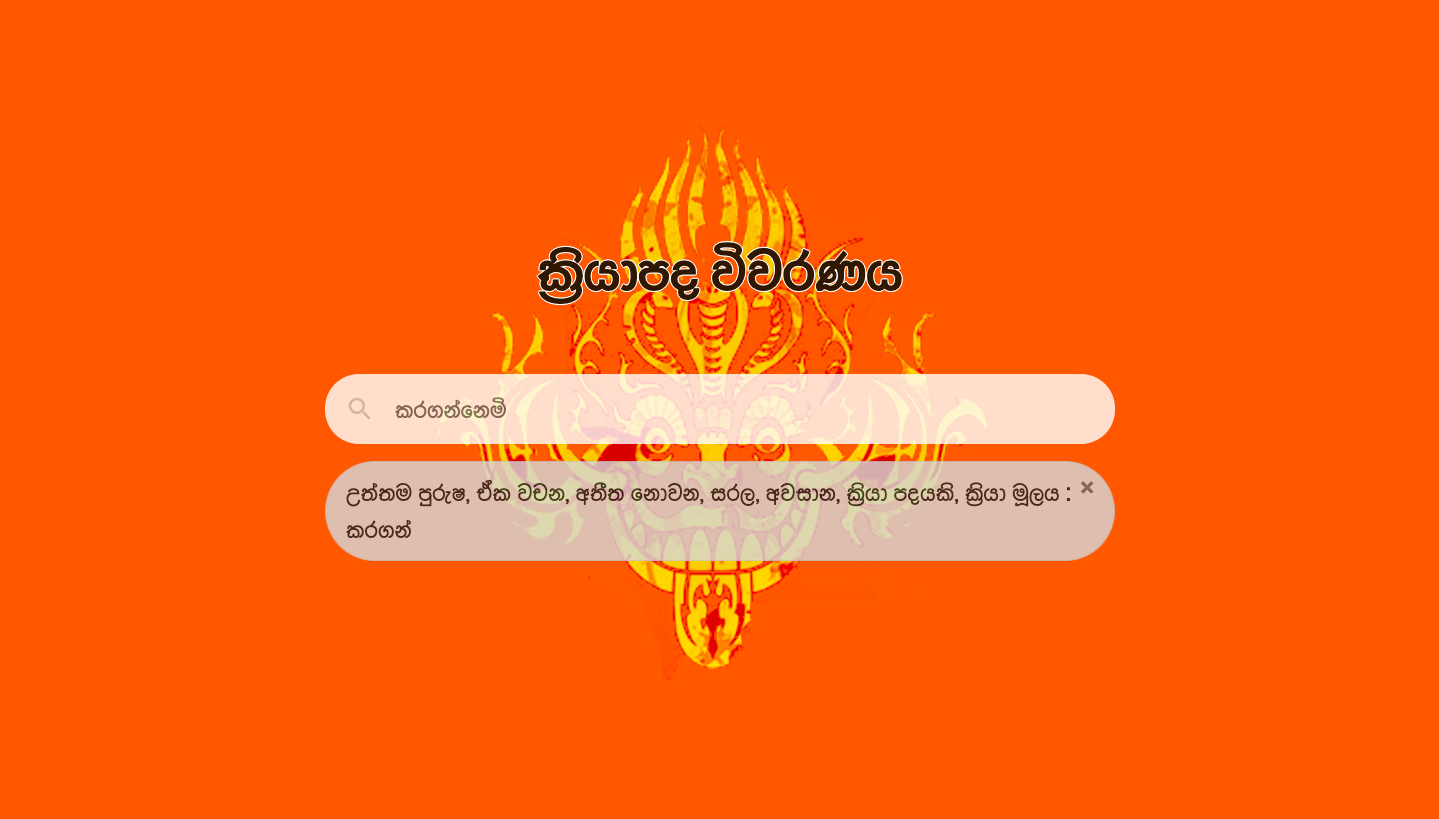 ක්‍රියාපද විවරණය
කරගන්නෙමි
උත්තම පුරුෂ, ඒක වචන, අතීත නොවන, සරල, අවසාන, ක්‍රියා පදයකි, ක්‍රියා මූලය :
කරගන්